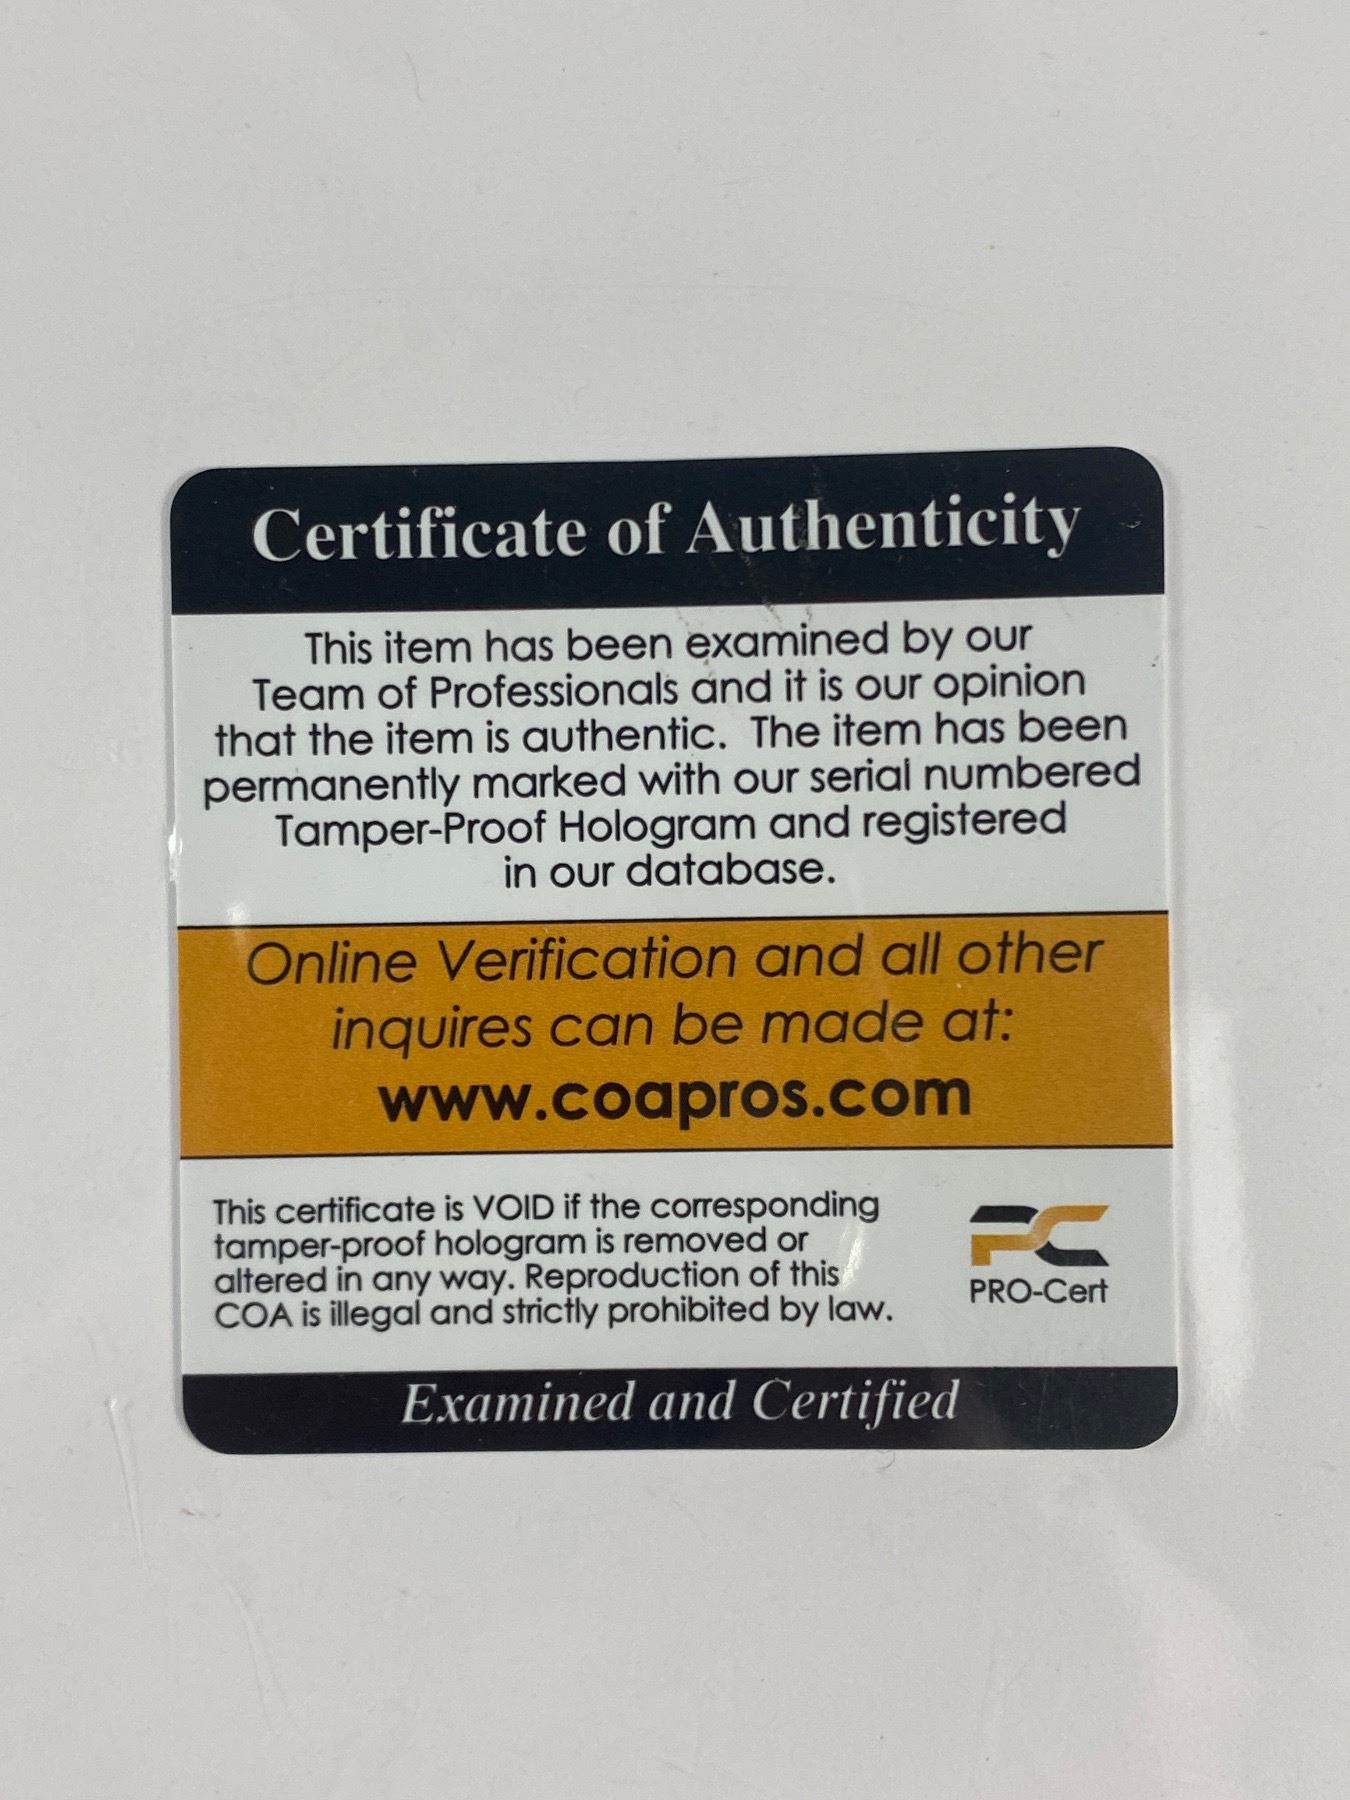 Certificate of Authenticity
This item has been examined by our
Team of Professionals and it is our opinion
that the item is authentic. The item has been
permanently marked with our serial numbered
Tamper-Proof Hologram and registered
in our database.
Online Verification and all other
inquires can be made at:
www.coapros.com
This certificate is VOID if the corresponding
tamper-proof hologram is removed or
altered in any way. Reproduction of this
COA is illegal and strictly prohibited by law.
PC
PRO-Cert
Examined and Certified